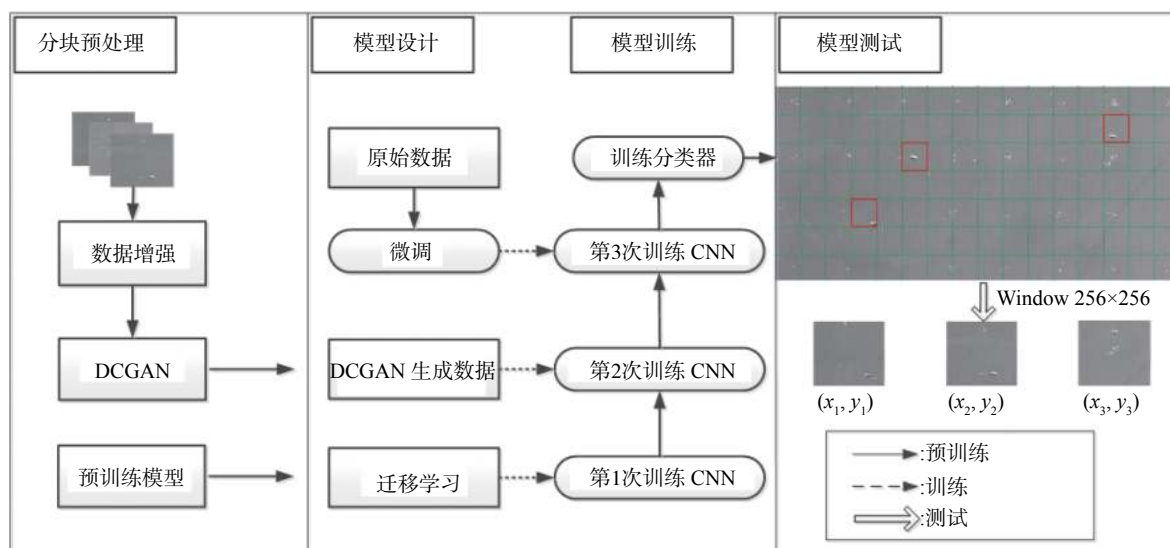 分块预处理
模型设计
模型训练
模型测试
原始数据
训练分类器
数据增强
微调
第3次训练 CNN
Window 256×256
DCGAN
DCGAN 生成数据
第2次训练 CNN
(x₁, y₁)
(x₂, y₂)
(x₃, y₃)
预训练模型
迁移学习
第1次训练 CNN
:预训练
:训练
:测试